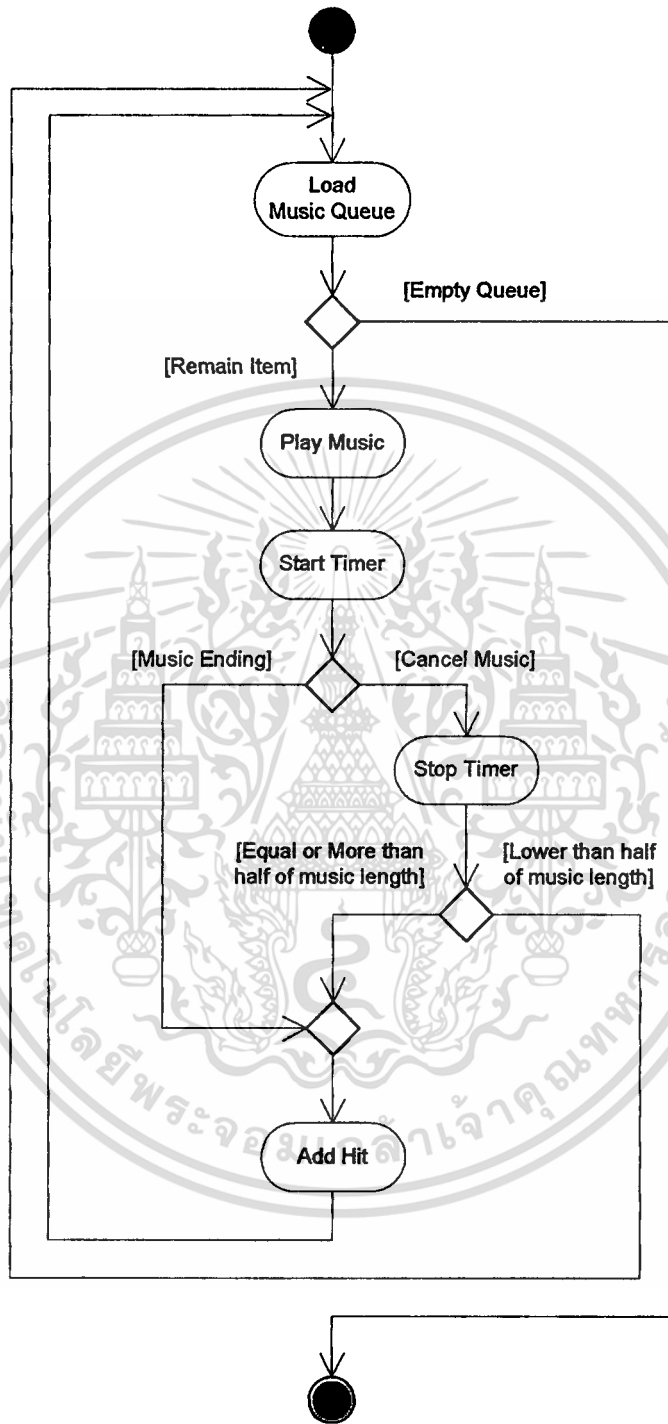 Load
Music Queue
[Empty Queue]
[Remain Item]
Play Music
Start Timer
[Music Ending]
[Cancel Music]
Stop Timer
[Equal or More than
half of music length]
[Lower than half
of music length]
Add Hit